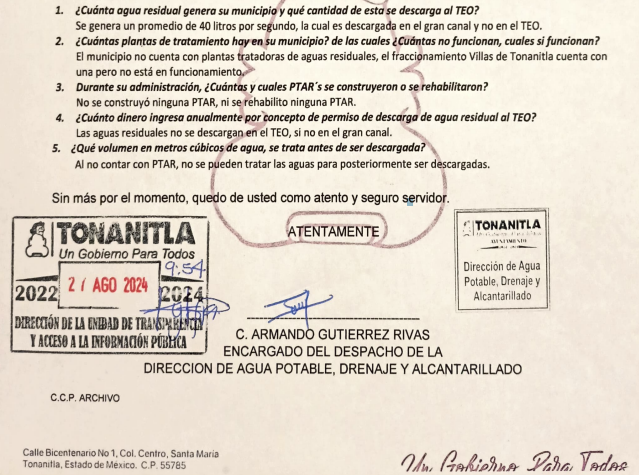 1. ¿Cuánta agua residual genera su municipio y qué cantidad de esta se descarga al TEO?
Se genera un promedio de 40 litros por segundo, la cual es descargada en el gran canal y no en el TEO.
2. ¿Cuántas plantas de tratamiento hay en su municipio? de las cuales ¿Cuántas no funcionan, cuales si funcionan?
El municipio no cuenta con plantas tratadoras de aguas residuales, el fraccionamiento Villas de Tonanitla cuenta con
una pero no está en funcionamiento.
3. Durante su administración, ¿Cuántas y cuales PTAR´s se construyeron o se rehabilitaron?
No se construyó ninguna PTAR, ni se rehabilito ninguna PTAR.
4. ¿Cuánto dinero ingresa anualmente por concepto de permiso de descarga de agua residual al TEO?
Las aguas residuales no se descargan en el TEO, si no en el gran canal.
5. ¿Qué volumen en metros cúbicos de agua, se trata antes de ser descargada?
Al no contar con PTAR, no se pueden tratar las aguas para posteriormente ser descargadas.
Sin más por el momento, quedo de usted como atento y seguro servidor.
ATENTAMENTE
TONANITLA
Un Gobierno Para Todos
9:54
2022 2024
27 AGO 2024
DIRECCIÓN DE LA UNIDAD DE TRANSPARENCIA
Y ACCESO A LA INFORMACIÓN PÚBLICA
TONANITLA
AYUNTAMIENTO
Dirección de Agua
Potable, Drenaje y
Alcantarillado
C. ARMANDO GUTIERREZ RIVAS
ENCARGADO DEL DESPACHO DE LA
DIRECCION DE AGUA POTABLE, DRENAJE Y ALCANTARILLADO
C.C.P. ARCHIVO
Calle Bicentenario No 1, Col. Centro, Santa María
Tonanitla, Estado de México. C.P. 55785
Un Gobierno Para Todos